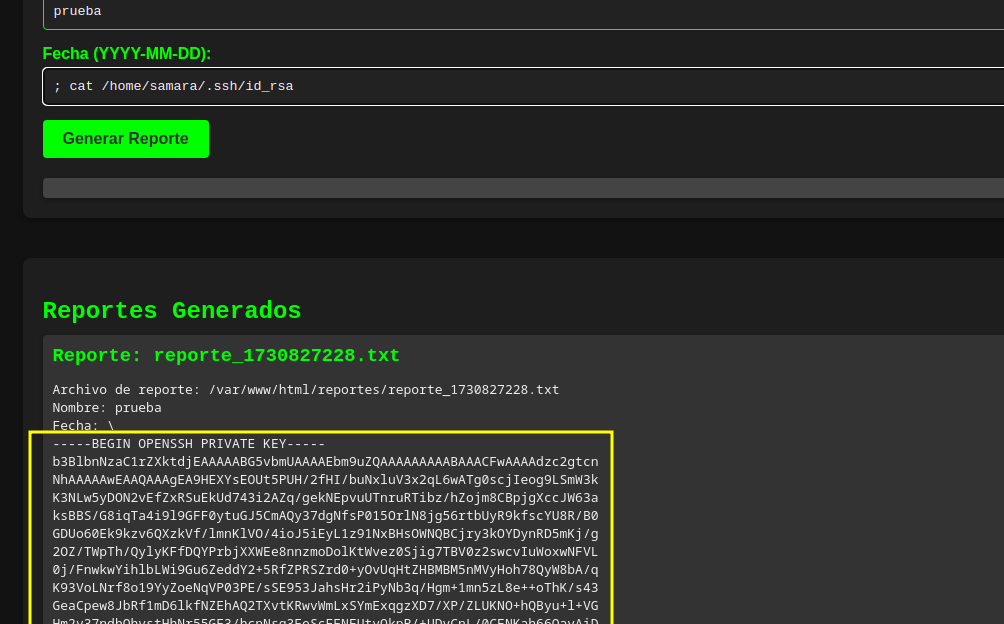 prueba
Fecha (YYYY-MM-DD):
; cat /home/samara/.ssh/id_rsa
Generar Reporte
Reportes Generados
Reporte: reporte_1730827228.txt
Archivo de reporte: /var/www/html/reportes/reporte_1730827228.txt
Nombre: prueba
Fecha: \
-----BEGIN OPENSSH PRIVATE KEY-----
b3BlbnNzaC1rZXktdjEAAAAABG5vbmUAAAAEbm9uZQAAAAAAAAABAAACFwAAAAdzc2gtcn
NhAAAAAwEAAQAAAgEA9HEXYsEOUt5PUH/2fHI/buNxluV3x2qL6wATg0scjIeog9LSmW3k
K3NLw5yDON2vEfZxRSuEkUd743i2AZq/gekNEpvuUTnruRTibz/hZojm8CBpjgXccJW63a
ksBBS/G8iqTa4i9l9GFF0ytuGJ5CmAQy37dgNfsP015OrlN8jg56rtbUyR9kfscYU8R/B0
GDUo60Ek9kzv6QXzkVf/lmnKlVO/4ioJ5iEyL1z91NxBHsOWNQBCjry3kOYDynRD5mKj/g
2OZ/TWpTh/QylyKFfDQYPrbjXXWEe8nnzmoDolKtWvez0Sjig7TBV0z2swcvIuWoxwNFVL
0j/FnwkwYihlbLWi9Gu6ZeddY2+5RfZPRSZrd0+yOvUqHtZHBMBM5nMVyHoh78QyW8bA/q
K93VoLNrf8o19YyZoeNqVP03PE/sSE953JahsHr2iPyNb3q/Hgm+1mn5zL8e++oThK/s43
GeaCpew8JbRf1mD6lkfNZEhAQ2TXvtKRwvWmLxSYmExqgzXD7/XP/ZLUKNO+hQByu+l+VG